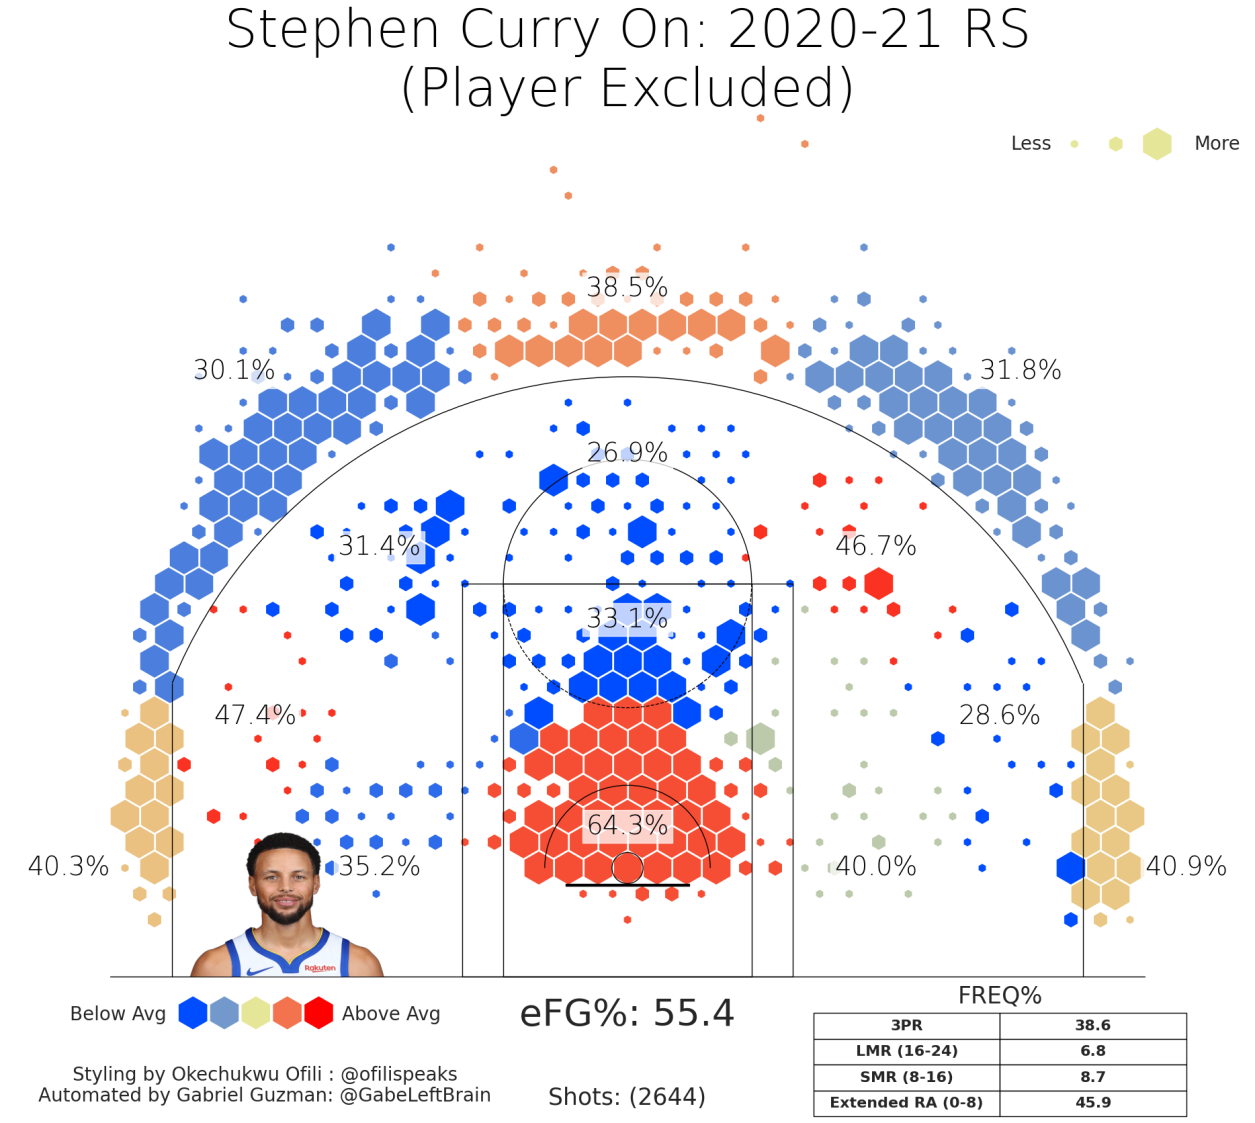 Stephen Curry On: 2020-21 RS
(Player Excluded)
Less More
38.5%
30.1% 31.8%
26.9%
31.4% 46.7%
33.1%
47.4% 28.6%
64.3%
40.3% 35.2% 40.0% 40.9%
Rakuten
Below Avg Above Avg
eFG%: 55.4
Shots: (2644)
FREQ%
3PR 38.6
LMR (16-24) 6.8
SMR (8-16) 8.7
Extended RA (0-8) 45.9
Styling by Okechukwu Ofili : @ofilispeaks
Automated by Gabriel Guzman: @GabeLeftBrain